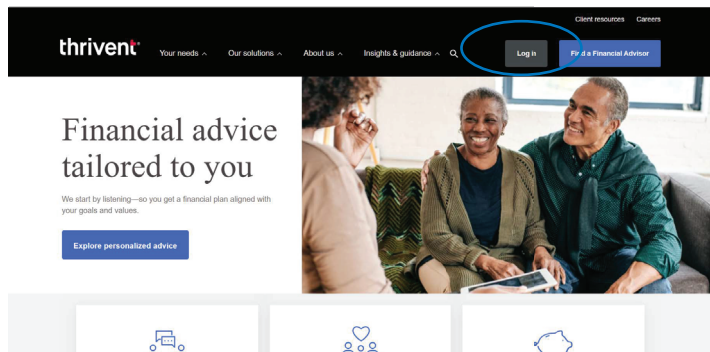 Client resources Careers
thrivent
Your needs Our solutions About us Insights & guidance Log in Find a Financial Advisor
Financial advice
tailored to you
We start by listening—so you get a financial plan aligned with
your goals and values.
Explore personalized advice